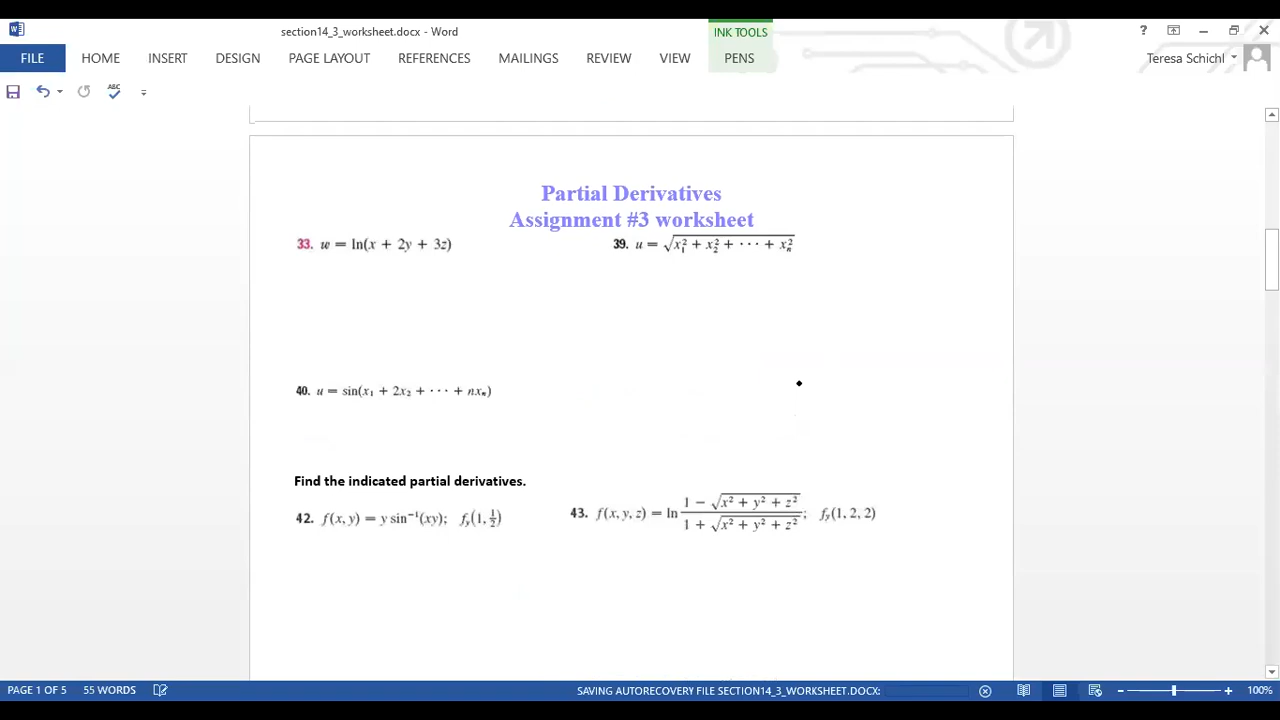 section14_3_worksheet.docx - Word
INK TOOLS
FILE HOME INSERT DESIGN PAGE LAYOUT REFERENCES MAILINGS REVIEW VIEW PENS
Teresa Schichl
ABC
Partial Derivatives
Assignment #3 worksheet
33. w = ln(x + 2y + 3z)
39. u = √(x₁² + x₂² + ··· + xₙ²)
40. u = sin(x₁ + 2x₂ + ··· + nxₙ)
Find the indicated partial derivatives.
42. f(x, y) = y sin⁻¹(xy); f_y(1, 1/2)
43. f(x, y, z) = ln (1 − √(x² + y² + z²))/(1 + √(x² + y² + z²)); f_y(1, 2, 2)
PAGE 1 OF 5 55 WORDS SAVING AUTORECOVERY FILE SECTION14_3_WORKSHEET.DOCX: 100%